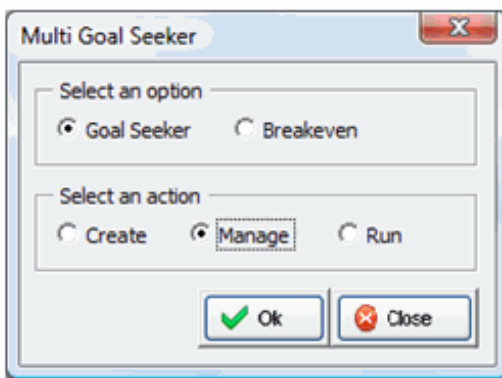 Multi Goal Seeker
Select an option
Goal Seeker Breakeven
Select an action
Create Manage Run
Ok Close